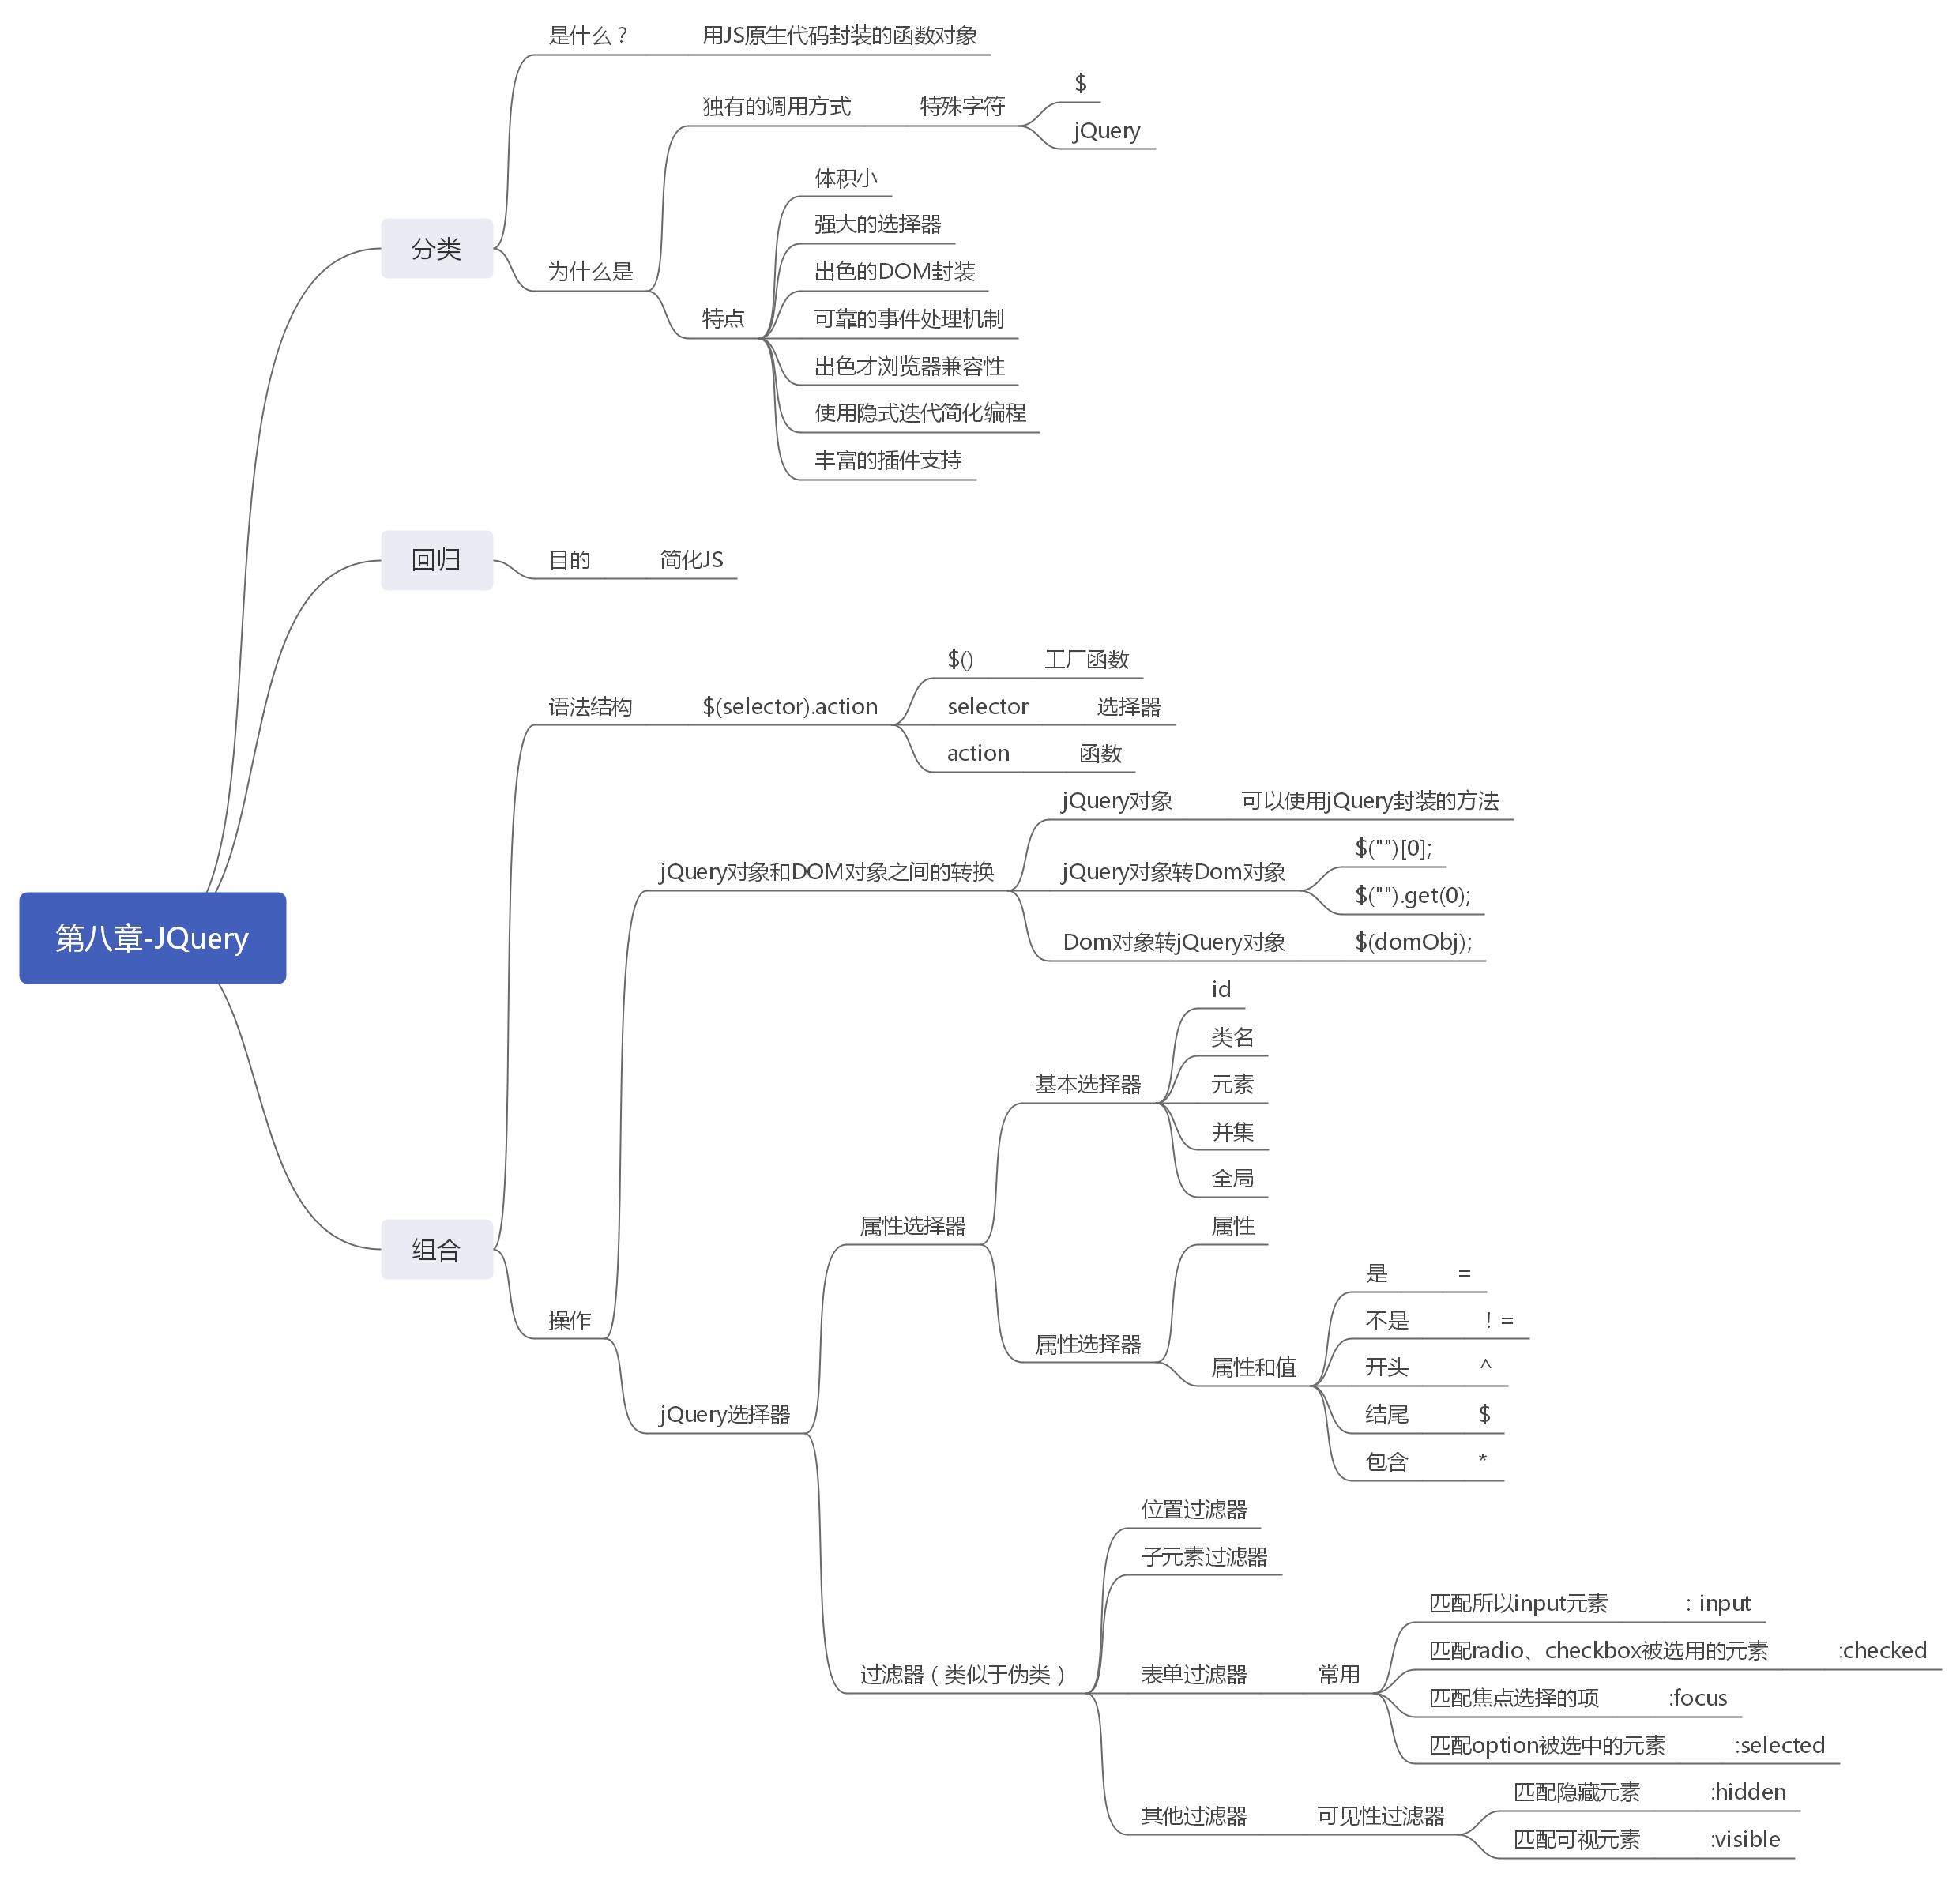 第八章-JQuery
分类
是什么？
用JS原生代码封装的函数对象
为什么是
独有的调用方式
特殊字符
$
jQuery
特点
体积小
强大的选择器
出色的DOM封装
可靠的事件处理机制
出色才浏览器兼容性
使用隐式迭代简化编程
丰富的插件支持
回归
目的
简化JS
组合
语法结构
$(selector).action
$()
工厂函数
selector
选择器
action
函数
操作
jQuery对象和DOM对象之间的转换
jQuery对象
可以使用jQuery封装的方法
jQuery对象转Dom对象
$("")[0];
$("").get(0);
Dom对象转jQuery对象
$(domObj);
jQuery选择器
属性选择器
基本选择器
id
类名
元素
并集
全局
属性选择器
属性
属性和值
是
=
不是
！=
开头
^
结尾
$
包含
*
过滤器（类似于伪类）
位置过滤器
子元素过滤器
表单过滤器
常用
匹配所以input元素
：input
匹配radio、checkbox被选用的元素
:checked
匹配焦点选择的项
:focus
匹配option被选中的元素
:selected
其他过滤器
可见性过滤器
匹配隐藏元素
:hidden
匹配可视元素
:visible